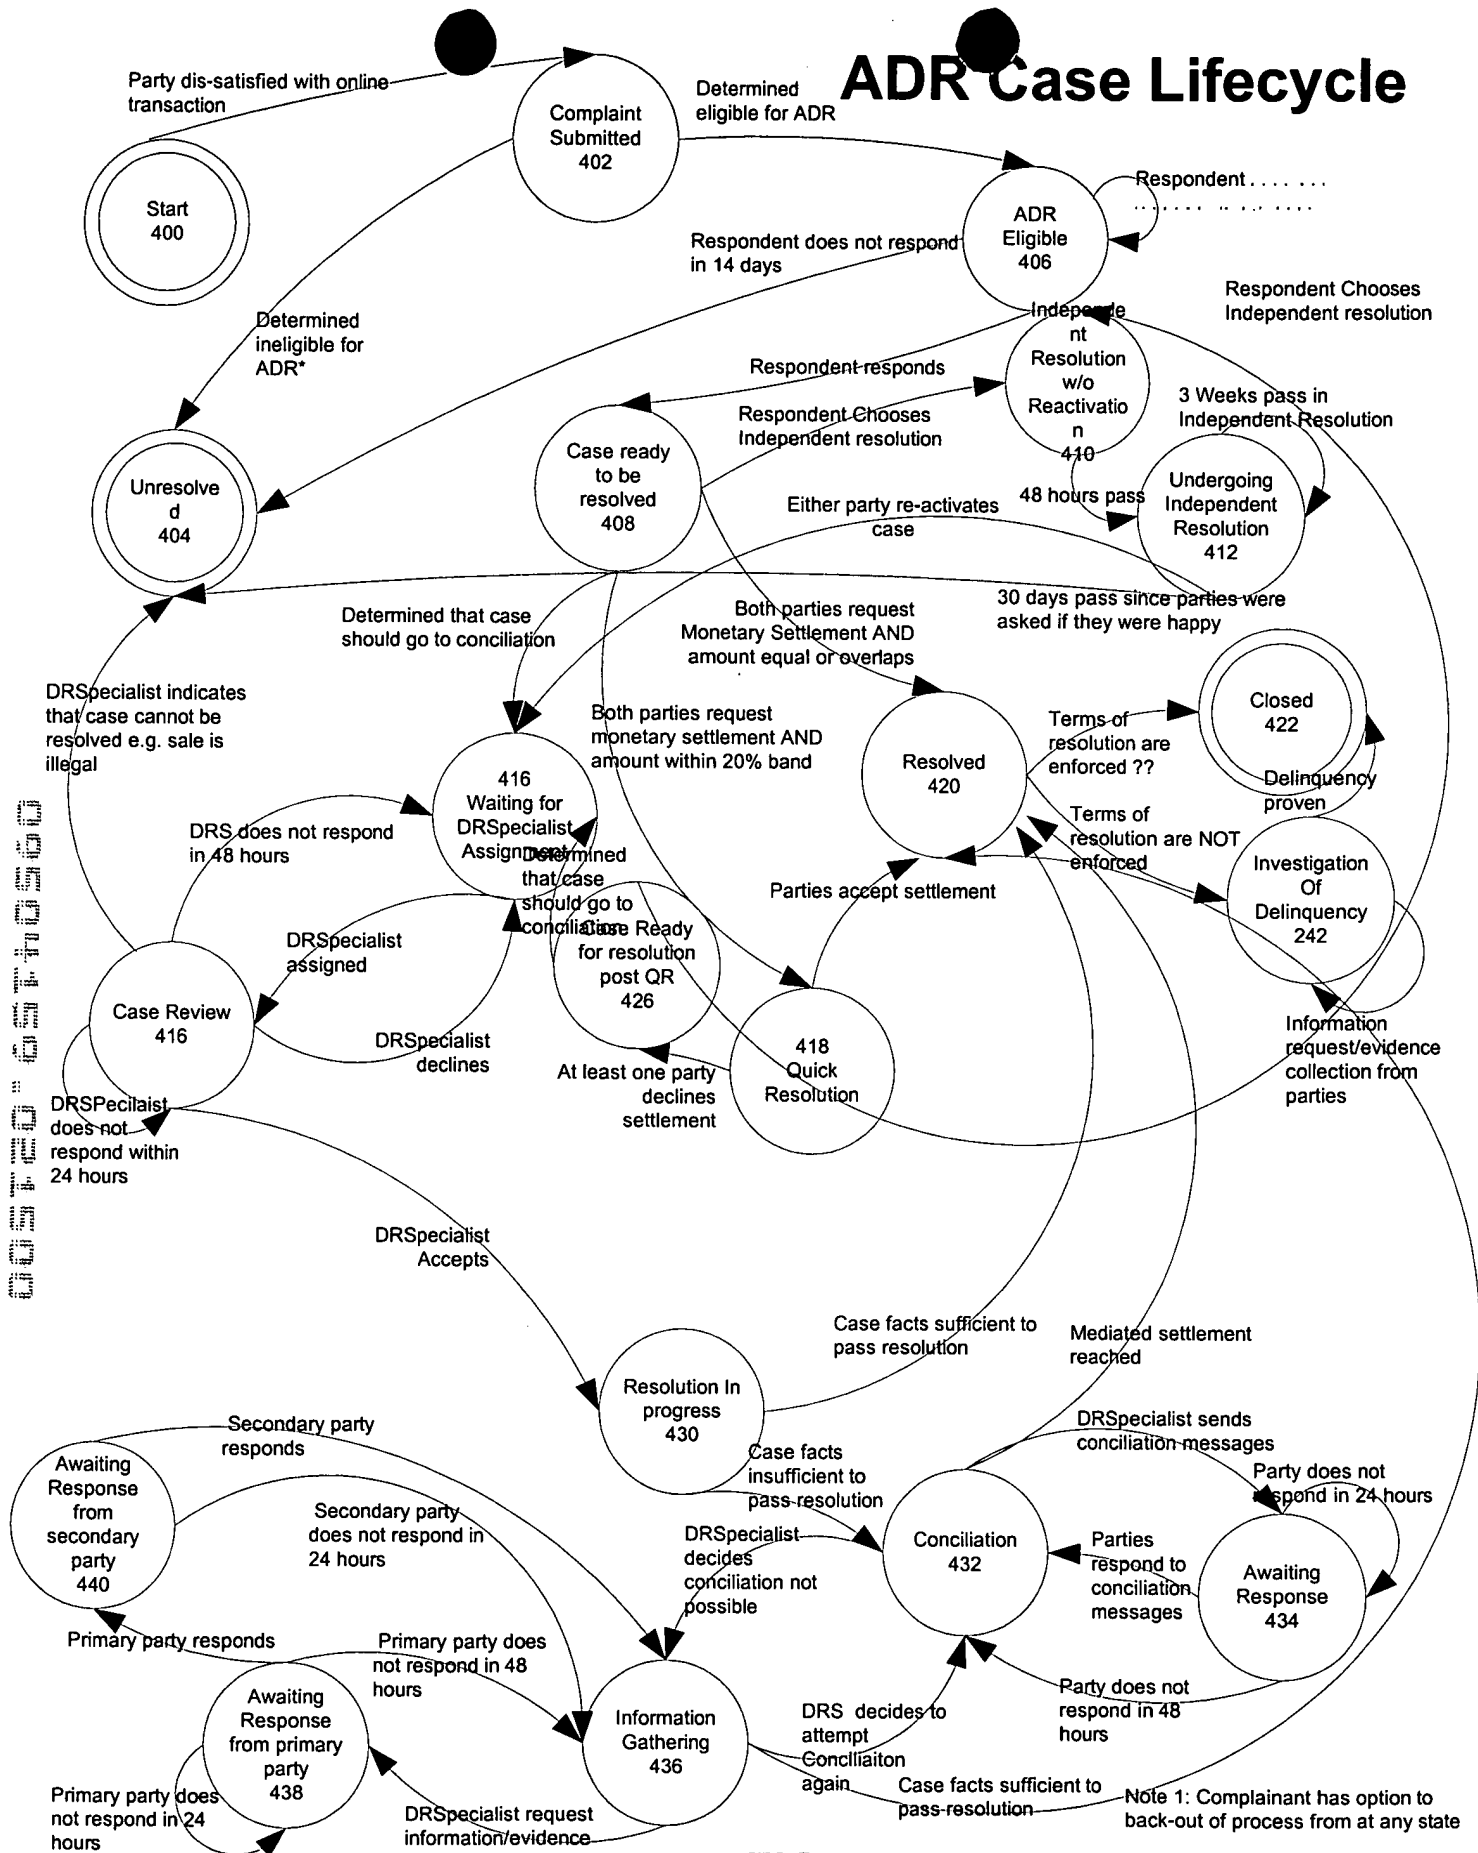 ADR Case Lifecycle
Party dis-satisfied with online
transaction
Complaint
Submitted
402
Determined
eligible for ADR
Start
400
Respondent
ADR
Eligible
406
Respondent does not respond
in 14 days
Determined
ineligible for
ADR*
Respondent Chooses
Independent resolution
Independe
nt
Resolution
w/o
Reactivatio
n
410
Respondent responds
Respondent Chooses
Independent resolution
3 Weeks pass in
Independent Resolution
Unresolve
d
404
Case ready
to be
resolved
408
Either party re-activates
case
48 hours pass
Undergoing
Independent
Resolution
412
Determined that case
should go to conciliation
Both parties request
Monetary Settlement AND
amount equal or overlaps
30 days pass since parties were
asked if they were happy
DRSpecialist indicates
that case cannot be
resolved e.g. sale is
illegal
Both parties request
monetary settlement AND
amount within 20% band
Resolved
420
Terms of
resolution are
enforced ??
Closed
422
Delinquency
proven
416
Waiting for
DRSpecialist
Assignment
DRS does not respond
in 48 hours
Determined
that case
should go to
conciliation
Terms of
resolution are NOT
enforced
Investigation
Of
Delinquency
242
Parties accept settlement
DRSpecialist
assigned
Case Ready
for resolution
post QR
426
Case Review
416
DRSpecialist
declines
418
Quick
Resolution
At least one party
declines
settlement
Information
request/evidence
collection from
parties
DRSPecilaist
does not
respond within
24 hours
DRSpecialist
Accepts
Case facts sufficient to
pass resolution
Mediated settlement
reached
Resolution In
progress
430
Secondary party
responds
DRSpecialist sends
conciliation messages
Awaiting
Response
from
secondary
party
440
Case facts
insufficient to
pass resolution
Party does not
respond in 24 hours
Secondary party
does not respond in
24 hours
DRSpecialist
decides
conciliation not
possible
Conciliation
432
Parties
respond to
conciliation
messages
Awaiting
Response
434
Primary party responds
Primary party does
not respond in 48
hours
Awaiting
Response
from primary
party
438
Information
Gathering
436
DRS decides to
attempt
Concilliaiton
again
Party does not
respond in 48
hours
Primary party does
not respond in 24
hours
DRSpecialist request
information/evidence
Case facts sufficient to
pass resolution
Note 1: Complainant has option to
back-out of process from at any state